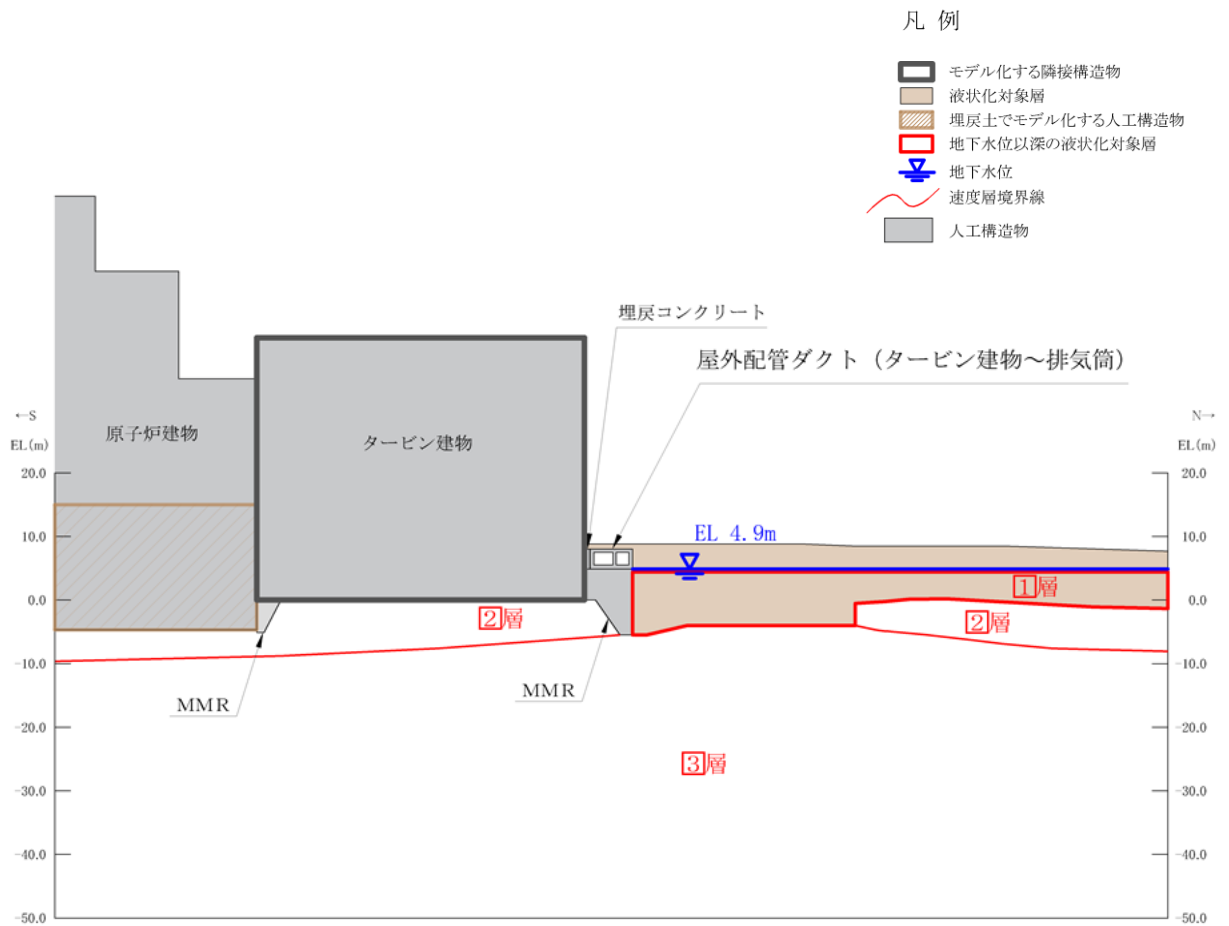 凡 例
モデル化する隣接構造物
液状化対象層
埋戻土でモデル化する人工構造物
地下水位以深の液状化対象層
地下水位
速度層境界線
人工構造物
埋戻コンクリート
屋外配管ダクト（タービン建物～排気筒）
←S
EL(m)
N→
EL(m)
原子炉建物
タービン建物
20.0
10.0
0.0
-10.0
-20.0
-30.0
-40.0
-50.0
EL 4.9m
1層
2層
2層
MMR
MMR
3層
20.0
10.0
0.0
-10.0
-20.0
-30.0
-40.0
-50.0